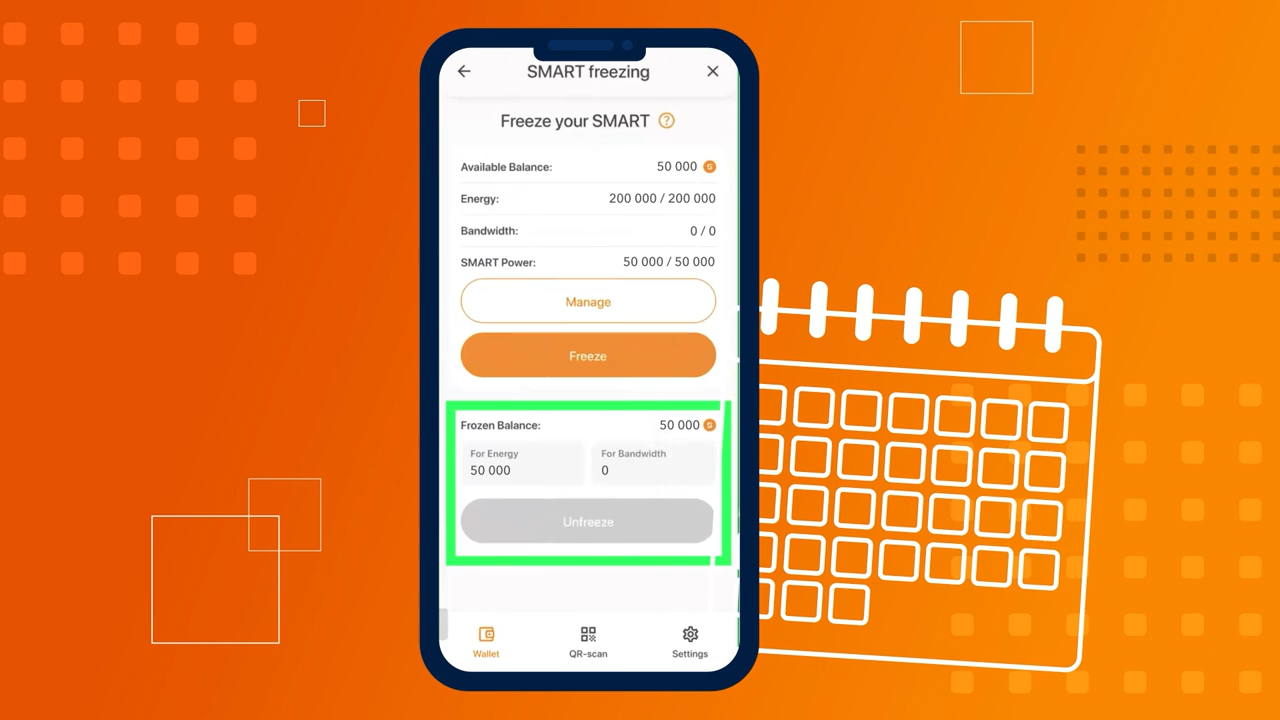 SMART freezing
Freeze your SMART ?
Available Balance: 50 000 S
Energy: 200 000 / 200 000
Bandwidth: 0 / 0
SMART Power: 50 000 / 50 000
Manage
Freeze
Frozen Balance: 50 000 S
For Energy For Bandwidth
50 000 0
Unfreeze
Wallet QR-scan Settings